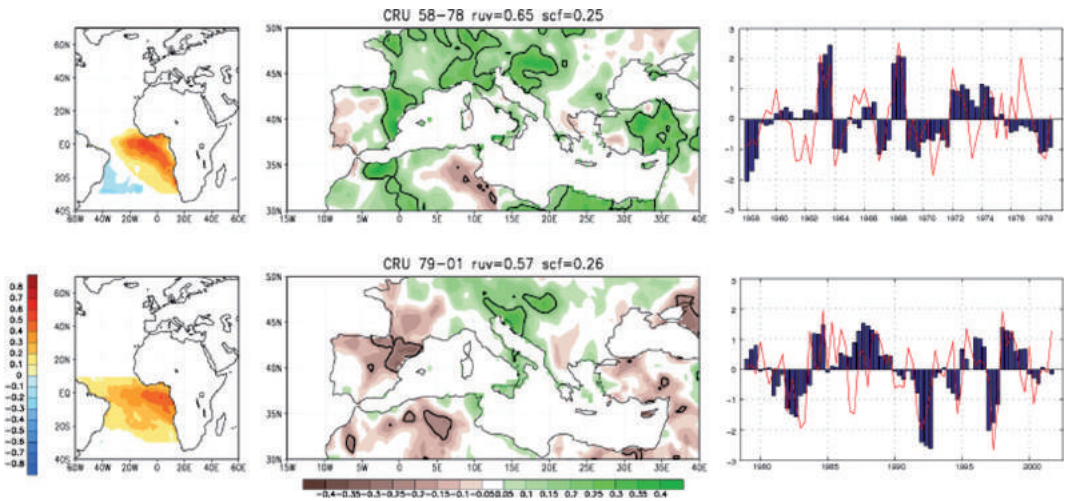 CRU 58-78 ruv=0.65 scf=0.25
60N
40N
20N
EQ
20S
40S
60W 40W 20W 0 20E 40E 60E
50N
45N
40N
35N
30N
15W 10W 5W 0 5E 10E 15E 20E 25E 30E 35E 40E
3
2
1
0
-1
-2
-3
1958 1960 1962 1964 1966 1968 1970 1972 1974 1976 1978
CRU 79-01 ruv=0.57 scf=0.26
0.8
0.6
0.5
0.4
0.3
0.2
0.1
0
-0.1
-0.2
-0.3
-0.4
-0.5
-0.6
-0.8
60N
40N
20N
EQ
20S
40S
60W 40W 20W 0 20E 40E 60E
50N
45N
40N
35N
30N
15W 10W 5W 0 5E 10E 15E 20E 25E 30E 35E 40E
-0.4 -0.35 -0.3 -0.25 -0.2 -0.15 -0.1 -0.05 0.05 0.1 0.15 0.2 0.25 0.3 0.35 0.4
3
2
1
0
-1
-2
-3
1980 1985 1990 1995 2000